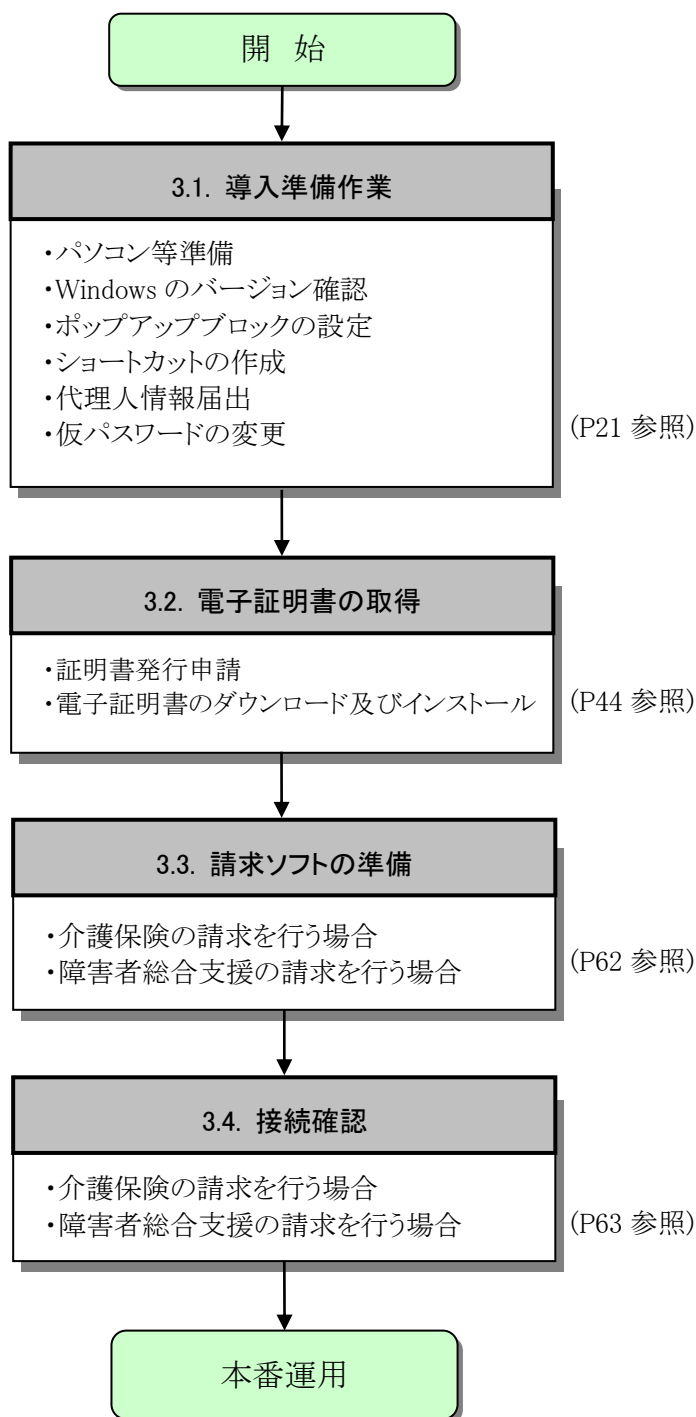 開 始
3.1. 導入準備作業
・パソコン等準備
・Windows のバージョン確認
・ポップアップブロックの設定
・ショートカットの作成
・代理人情報届出
・仮パスワードの変更
(P21 参照)
3.2. 電子証明書の取得
・証明書発行申請
・電子証明書のダウンロード及びインストール
(P44 参照)
3.3. 請求ソフトの準備
・介護保険の請求を行う場合
・障害者総合支援の請求を行う場合
(P62 参照)
3.4. 接続確認
・介護保険の請求を行う場合
・障害者総合支援の請求を行う場合
(P63 参照)
本番運用